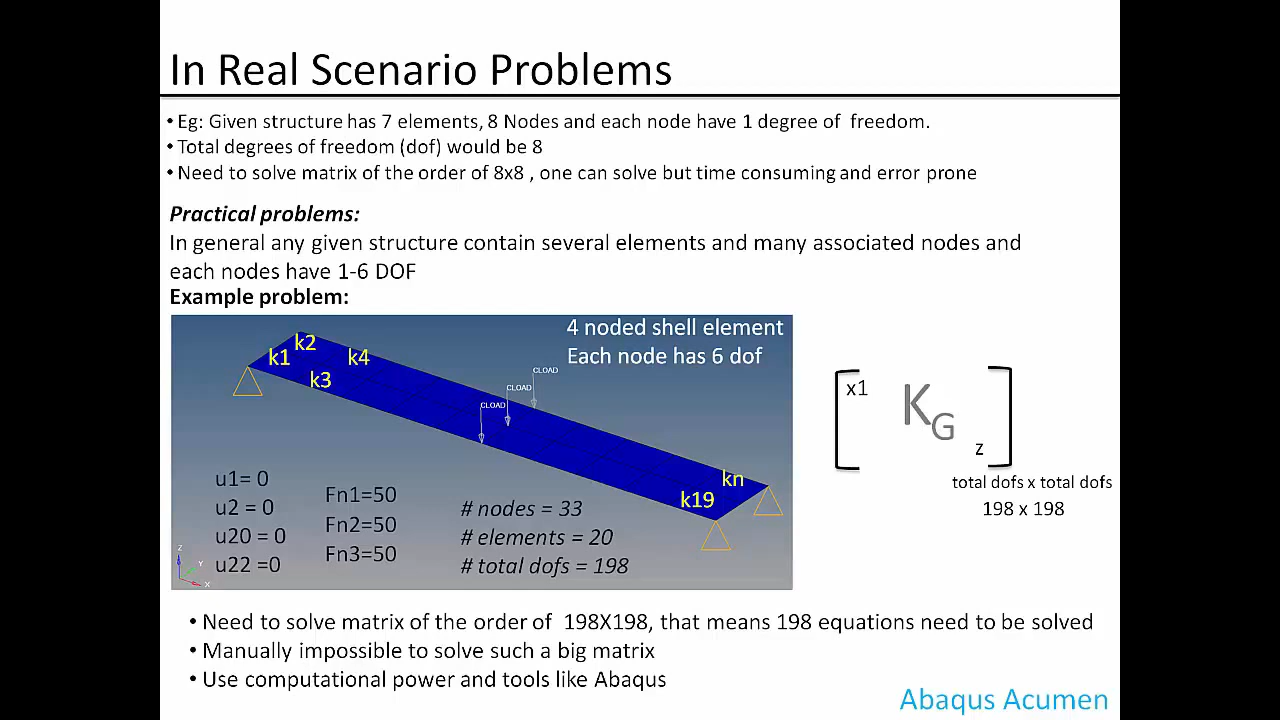 In Real Scenario Problems
• Eg: Given structure has 7 elements, 8 Nodes and each node have 1 degree of freedom.
• Total degrees of freedom (dof) would be 8
• Need to solve matrix of the order of 8x8 , one can solve but time consuming and error prone
Practical problems:
In general any given structure contain several elements and many associated nodes and
each nodes have 1-6 DOF
Example problem:
4 noded shell element
Each node has 6 dof
k1
k2
k3
k4
CLOAD
CLOAD
CLOAD
kn
k19
u1= 0
u2 = 0
u20 = 0
u22 =0
Fn1=50
Fn2=50
Fn3=50
# nodes = 33
# elements = 20
# total dofs = 198
Z
Y
X
x1
KG
z
total dofs x total dofs
198 x 198
• Need to solve matrix of the order of 198X198, that means 198 equations need to be solved
• Manually impossible to solve such a big matrix
• Use computational power and tools like Abaqus
Abaqus Acumen